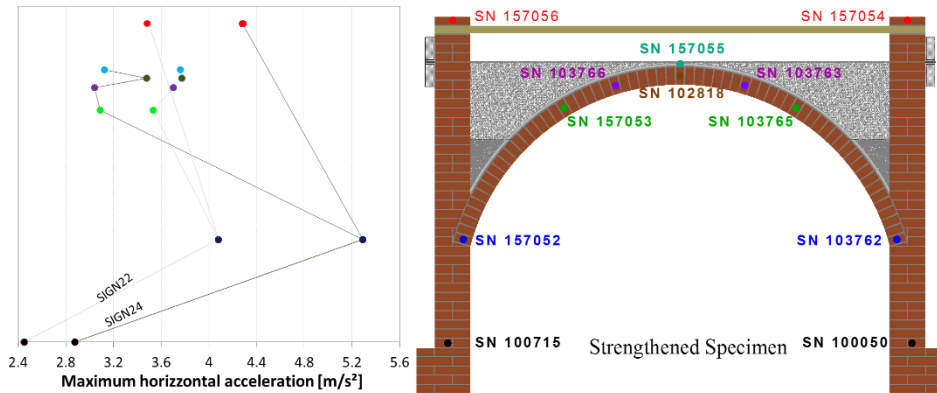 SIGN22
SIGN24
2.4 2.8 3.2 3.6 4 4.4 4.8 5.2 5.6
Maximum horizzontal acceleration [m/s²]
SN 157056
SN 157054
SN 157055
SN 103766
SN 103763
SN 102818
SN 157053
SN 103765
SN 157052
SN 103762
SN 100715
SN 100050
Strengthened Specimen